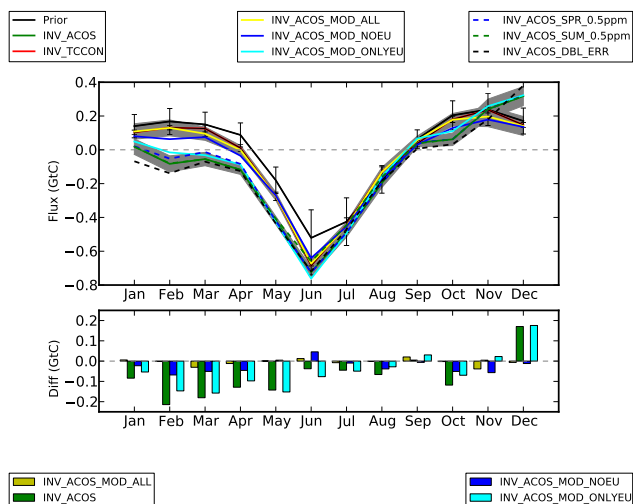 Prior
INV_ACOS
INV_TCCON
INV_ACOS_MOD_ALL
INV_ACOS_MOD_NOEU
INV_ACOS_MOD_ONLYEU
INV_ACOS_SPR_0.5ppm
INV_ACOS_SUM_0.5ppm
INV_ACOS_DBL_ERR
0.4
0.2
0.0
−0.2
−0.4
−0.6
−0.8
Flux (GtC)
Jan Feb Mar Apr May Jun Jul Aug Sep Oct Nov Dec
0.2
0.1
0.0
−0.1
−0.2
Diff (GtC)
Jan Feb Mar Apr May Jun Jul Aug Sep Oct Nov Dec
INV_ACOS_MOD_ALL
INV_ACOS
INV_ACOS_MOD_NOEU
INV_ACOS_MOD_ONLYEU